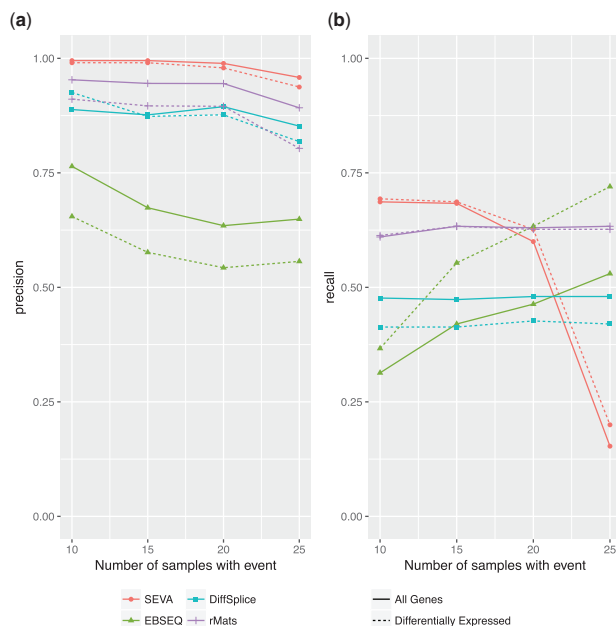 (a)
(b)
precision
1.00
0.75
0.50
0.25
0.00
10 15 20 25
Number of samples with event
recall
1.00
0.75
0.50
0.25
0.00
10 15 20 25
Number of samples with event
SEVA
DiffSplice
EBSEQ
rMats
All Genes
Differentially Expressed